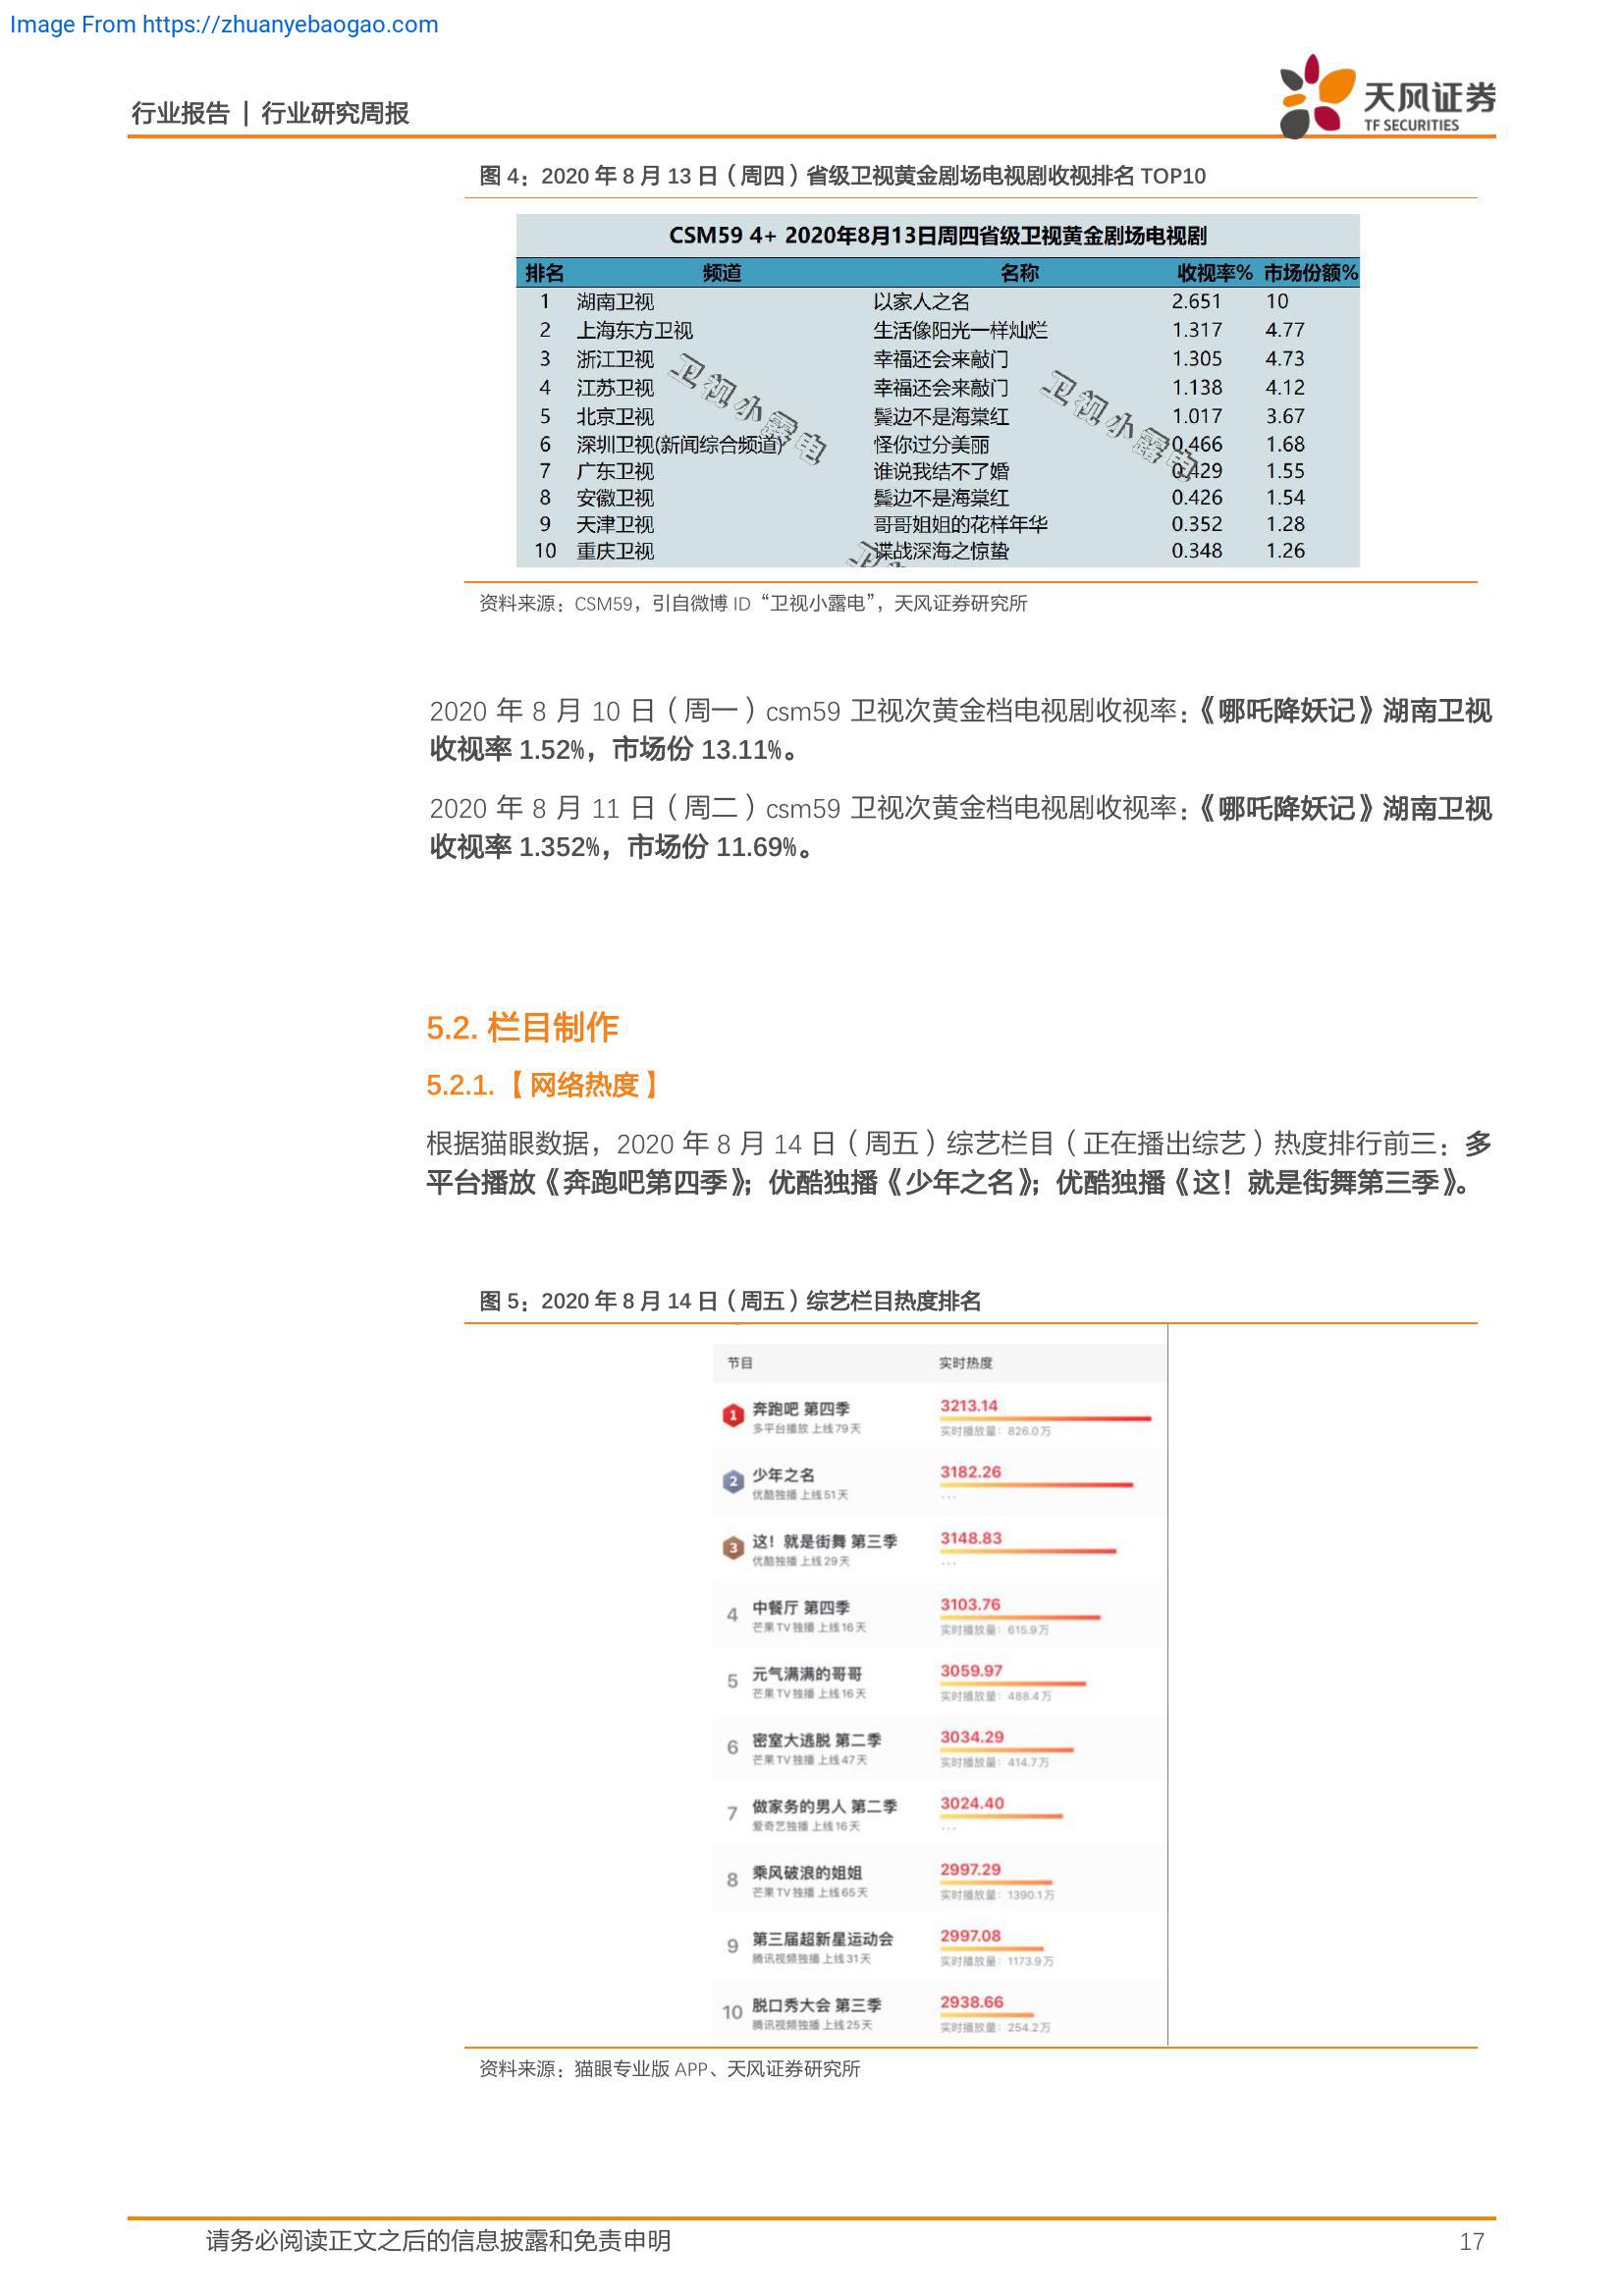 Image From https://zhuanyebaogao.com
行业报告 | 行业研究周报
天风证券
TF SECURITIES
图 4：2020 年 8 月 13 日（周四）省级卫视黄金剧场电视剧收视排名 TOP10
CSM59 4+ 2020年8月13日周四省级卫视黄金剧场电视剧
排名 频道 名称 收视率% 市场份额%
1 湖南卫视 以家人之名 2.651 10
2 上海东方卫视 生活像阳光一样灿烂 1.317 4.77
3 浙江卫视 幸福还会来敲门 1.305 4.73
4 江苏卫视 幸福还会来敲门 1.138 4.12
5 北京卫视 鬓边不是海棠红 1.017 3.67
6 深圳卫视(新闻综合频道) 怪你过分美丽 0.466 1.68
7 广东卫视 谁说我结不了婚 0.429 1.55
8 安徽卫视 鬓边不是海棠红 0.426 1.54
9 天津卫视 哥哥姐姐的花样年华 0.352 1.28
10 重庆卫视 谍战深海之惊蛰 0.348 1.26
卫视小露电
卫视小露电
资料来源：CSM59，引自微博 ID“卫视小露电”，天风证券研究所
2020 年 8 月 10 日（周一）csm59 卫视次黄金档电视剧收视率：《哪吒降妖记》湖南卫视
收视率 1.52%，市场份 13.11%。
2020 年 8 月 11 日（周二）csm59 卫视次黄金档电视剧收视率：《哪吒降妖记》湖南卫视
收视率 1.352%，市场份 11.69%。
5.2. 栏目制作
5.2.1.【网络热度】
根据猫眼数据，2020 年 8 月 14 日（周五）综艺栏目（正在播出综艺）热度排行前三：多
平台播放《奔跑吧第四季》；优酷独播《少年之名》；优酷独播《这！就是街舞第三季》。
图 5：2020 年 8 月 14 日（周五）综艺栏目热度排名
节目 实时热度
1 奔跑吧 第四季 3213.14
多平台播放 上线79天 实时播放量：826.0万
2 少年之名 3182.26
优酷独播 上线51天 ...
3 这！就是街舞 第三季 3148.83
优酷独播 上线29天 ...
4 中餐厅 第四季 3103.76
芒果TV独播 上线16天 实时播放量：615.9万
5 元气满满的哥哥 3059.97
芒果TV独播 上线16天 实时播放量：488.4万
6 密室大逃脱 第二季 3034.29
芒果TV独播 上线47天 实时播放量：414.7万
7 做家务的男人 第二季 3024.40
爱奇艺独播 上线16天 ...
8 乘风破浪的姐姐 2997.29
芒果TV独播 上线65天 实时播放量：1390.1万
9 第三届超新星运动会 2997.08
腾讯视频独播 上线31天 实时播放量：1173.9万
10 脱口秀大会 第三季 2938.66
腾讯视频独播 上线25天 实时播放量：254.2万
资料来源：猫眼专业版 APP、天风证券研究所
请务必阅读正文之后的信息披露和免责申明 17